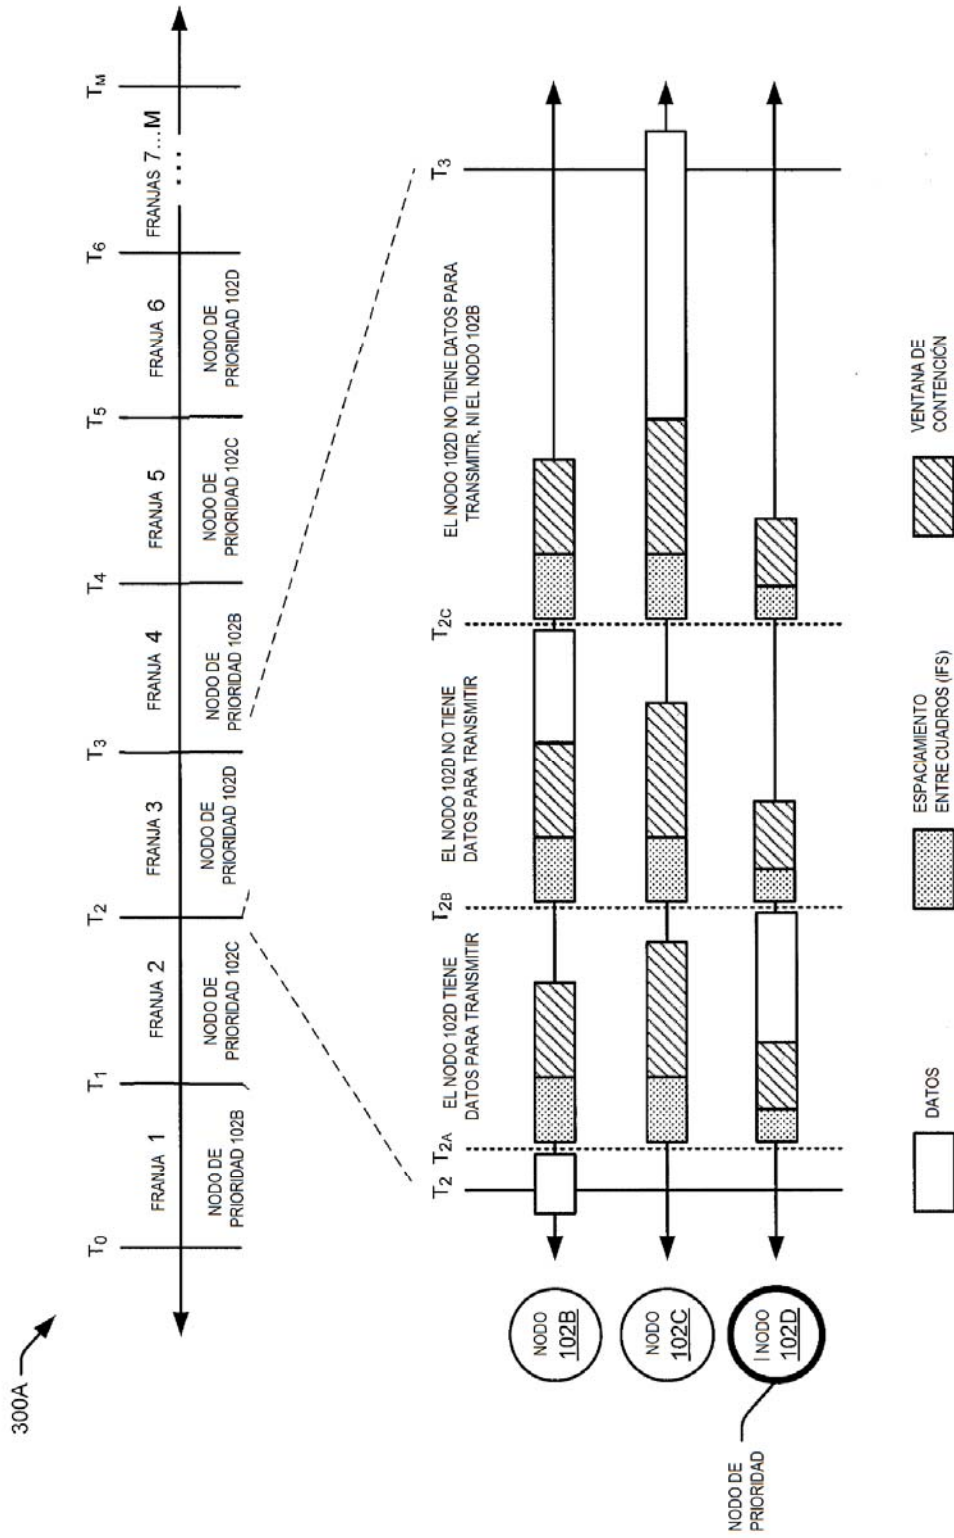 300A
T0
T1
T2
T3
T4
T5
T6
TM
FRANJA 1
FRANJA 2
FRANJA 3
FRANJA 4
FRANJA 5
FRANJA 6
FRANJAS 7...M
NODO DE
PRIORIDAD 102B
NODO DE
PRIORIDAD 102C
NODO DE
PRIORIDAD 102D
NODO DE
PRIORIDAD 102B
NODO DE
PRIORIDAD 102C
NODO DE
PRIORIDAD 102D
T2
T2A
T2B
T2C
T3
EL NODO 102D TIENE
DATOS PARA TRANSMITIR
EL NODO 102D NO TIENE
DATOS PARA TRANSMITIR
EL NODO 102D NO TIENE DATOS PARA
TRANSMITIR, NI EL NODO 102B
NODO
102B
NODO
102C
I NODO
102D
NODO DE
PRIORIDAD
DATOS
ESPACIAMIENTO
ENTRE CUADROS (IFS)
VENTANA DE
CONTENCIÓN